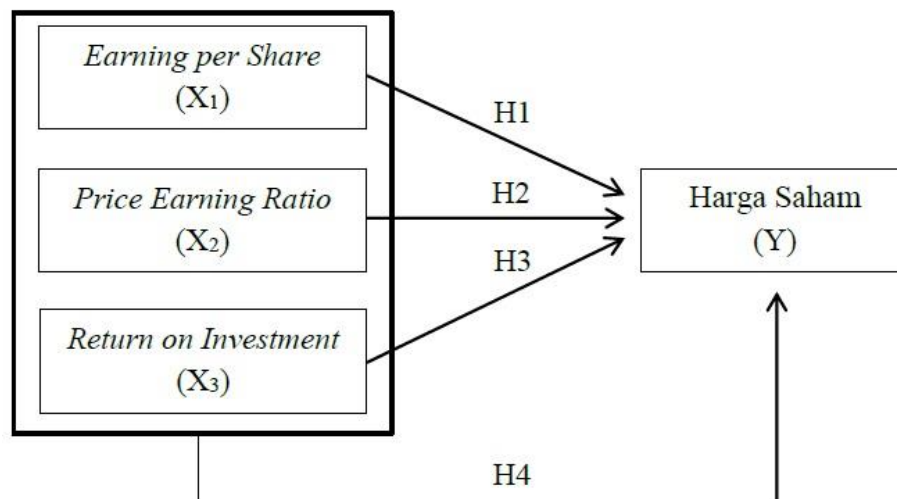 Earning per Share
(X₁)
H1
Price Earning Ratio
(X₂)
H2
Harga Saham
(Y)
H3
Return on Investment
(X₃)
H4